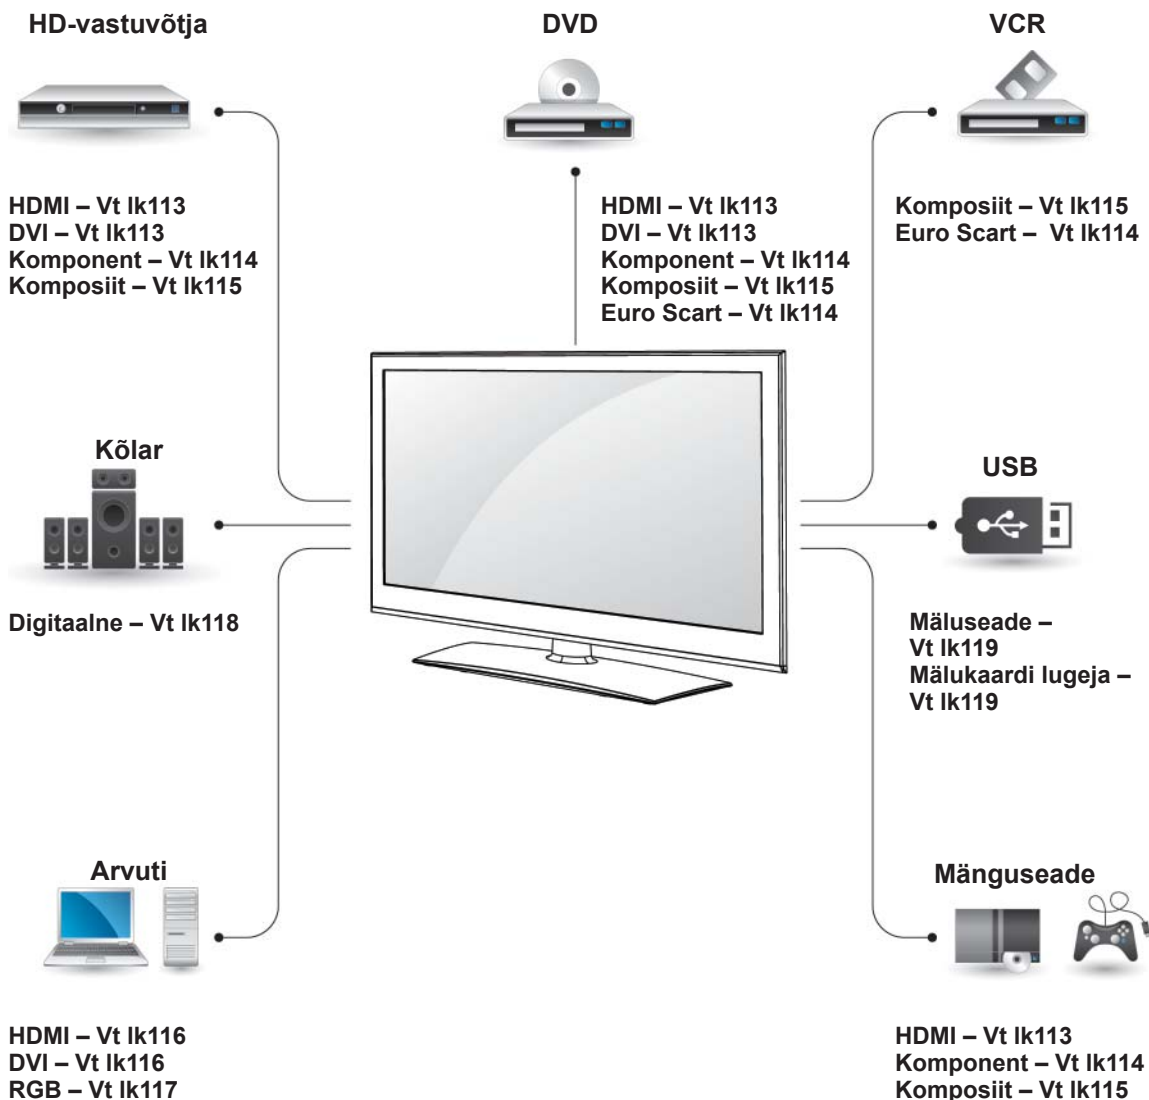 HD-vastuvõtja
HDMI – Vt lk113
DVI – Vt lk113
Komponent – Vt lk114
Komposiit – Vt lk115
DVD
HDMI – Vt lk113
DVI – Vt lk113
Komponent – Vt lk114
Komposiit – Vt lk115
Euro Scart – Vt lk114
VCR
Komposiit – Vt lk115
Euro Scart – Vt lk114
Kõlar
Digitaalne – Vt lk118
USB
Mäluseade –
Vt lk119
Mälukaardi lugeja –
Vt lk119
Arvuti
HDMI – Vt lk116
DVI – Vt lk116
RGB – Vt lk117
Mänguseade
HDMI – Vt lk113
Komponent – Vt lk114
Komposiit – Vt lk115